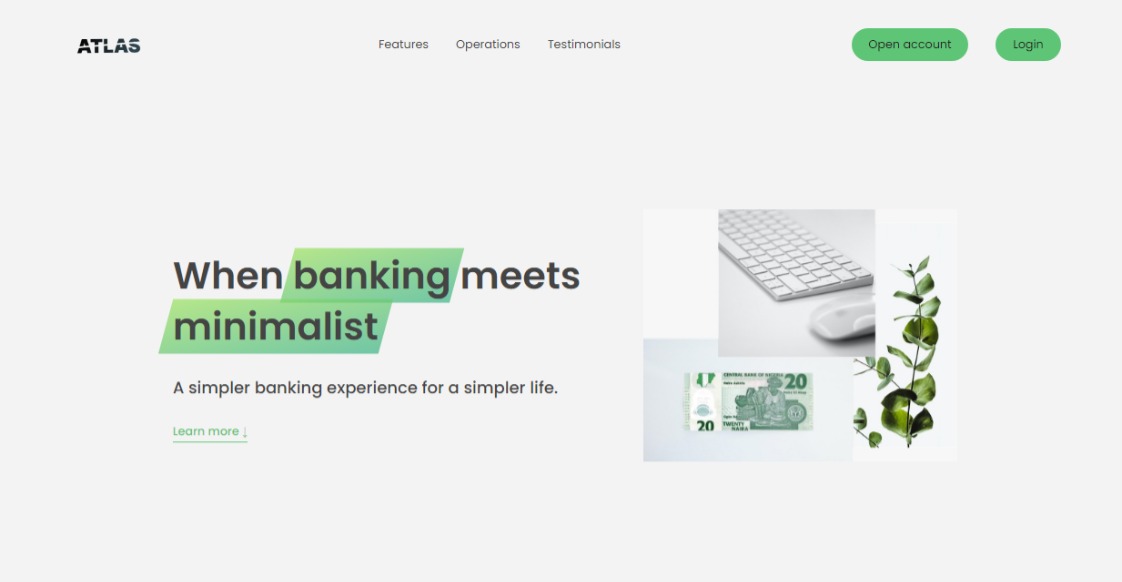 ATLAS
Features
Operations
Testimonials
Open account
Login
When banking meets
minimalist
A simpler banking experience for a simpler life.
Learn more ↓
CENTRAL BANK OF NIGERIA
20
20
TWENTY
NAIRA